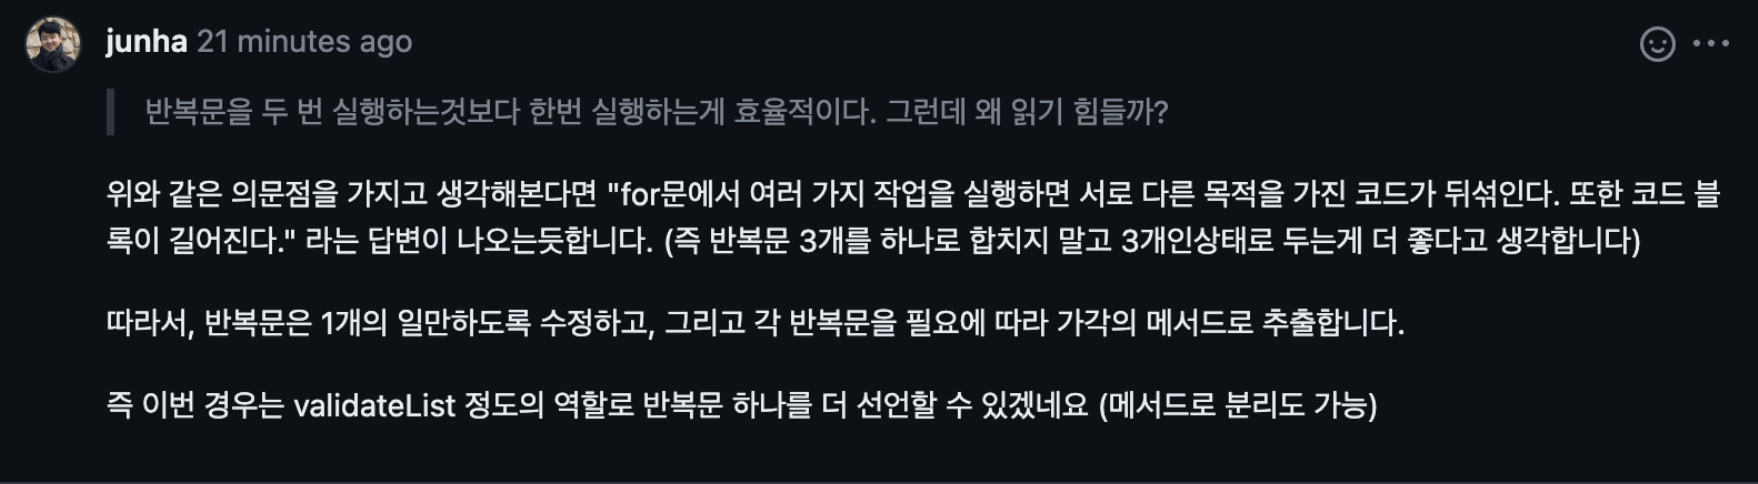 junha 21 minutes ago
반복문을 두 번 실행하는것보다 한번 실행하는게 효율적이다. 그런데 왜 읽기 힘들까?
위와 같은 의문점을 가지고 생각해본다면 "for문에서 여러 가지 작업을 실행하면 서로 다른 목적을 가진 코드가 뒤섞인다. 또한 코드 블
록이 길어진다." 라는 답변이 나오는듯합니다. (즉 반복문 3개를 하나로 합치지 말고 3개인상태로 두는게 더 좋다고 생각합니다)
따라서, 반복문은 1개의 일만하도록 수정하고, 그리고 각 반복문을 필요에 따라 가각의 메서드로 추출합니다.
즉 이번 경우는 validateList 정도의 역할로 반복문 하나를 더 선언할 수 있겠네요 (메서드로 분리도 가능)